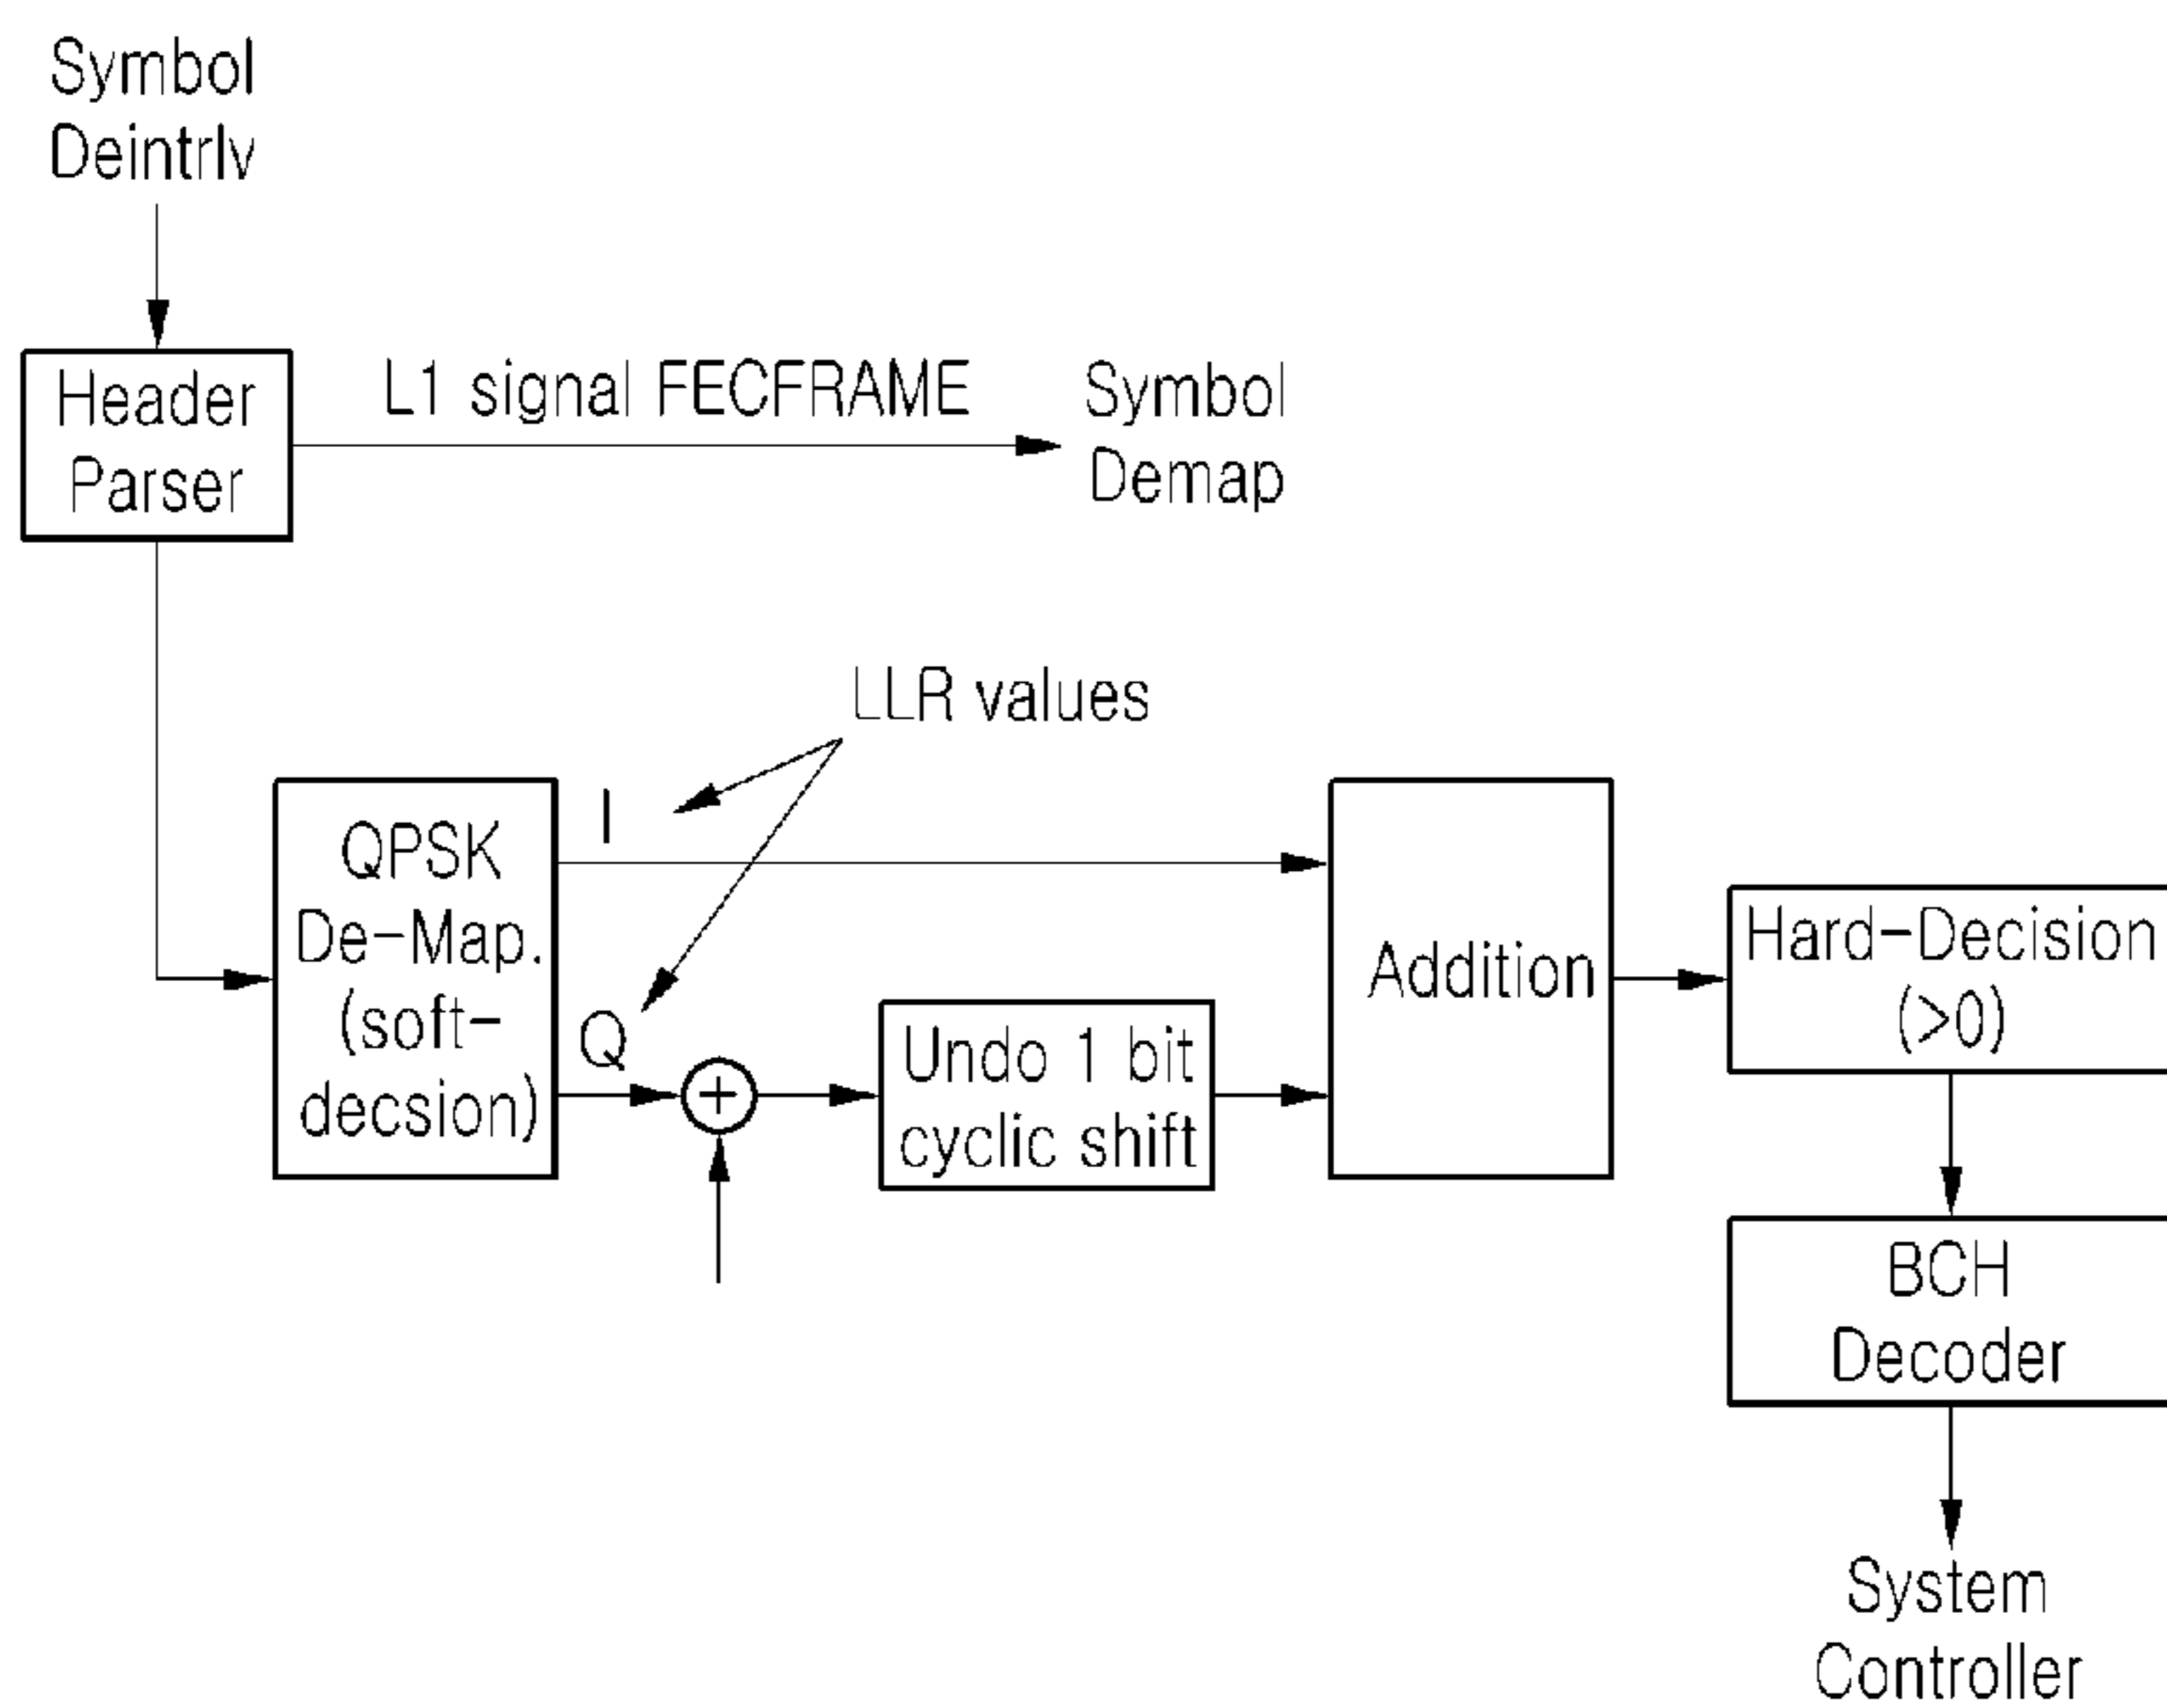 Symbol
Deintrlv
Header
Parser
L1 signal FECFRAME
Symbol
Demap
LLR values
I
QPSK
De-Map.
(soft-
decsion)
Q
+
Undo 1 bit
cyclic shift
Addition
Hard-Decision
(>0)
BCH
Decoder
System
Controller